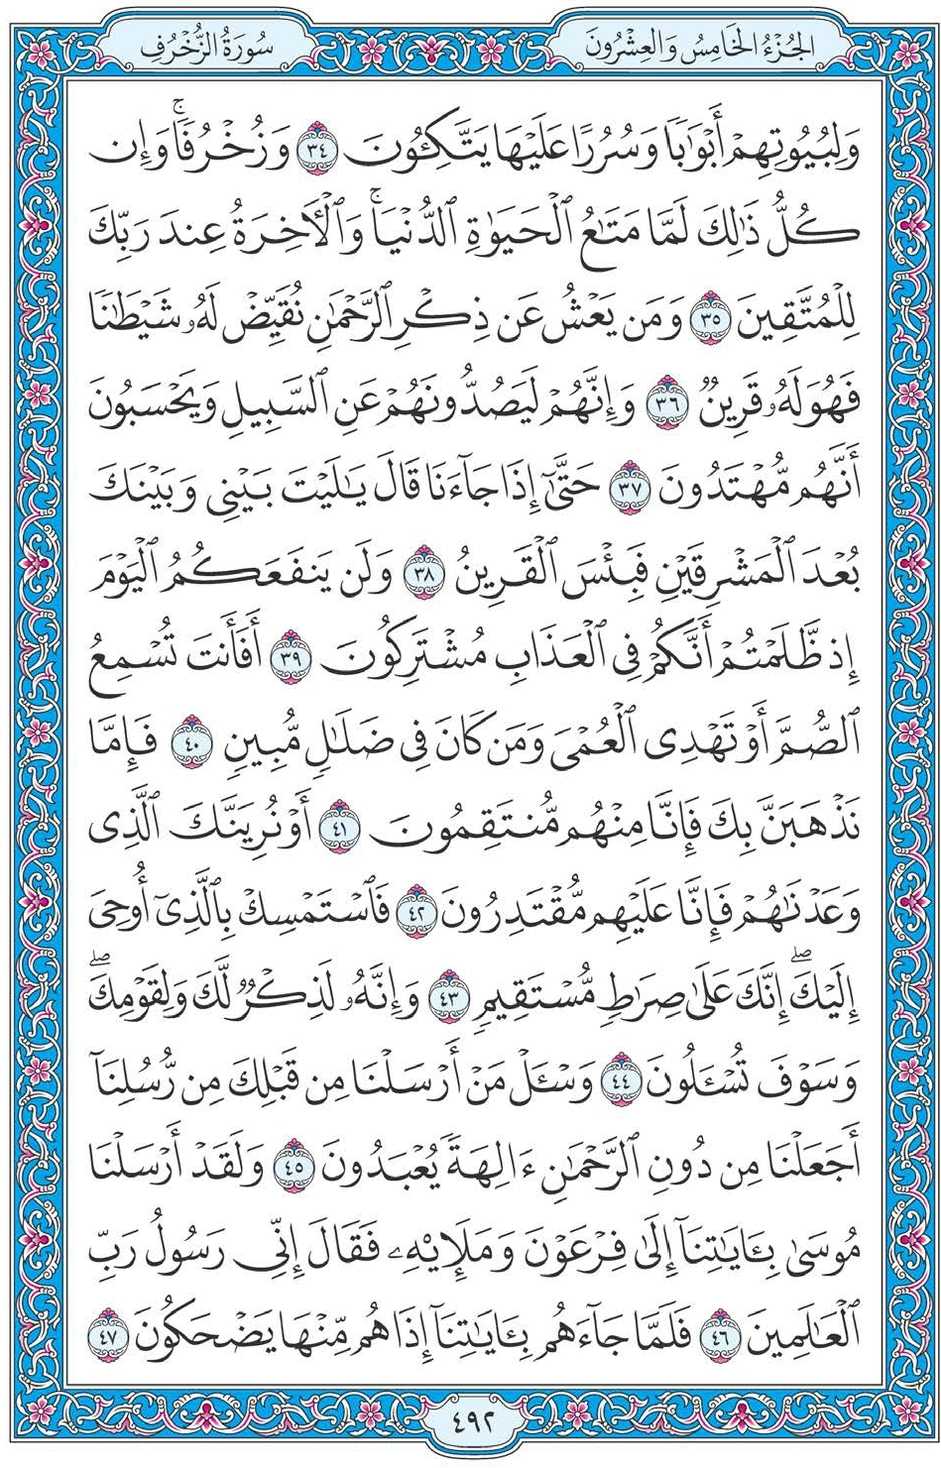 الجُزْءُ الخَامِسُ وَالعِشْرُونَ
سُورَةُ الزُّخْرُفِ
وَلِبُيُوتِهِمْ أَبْوَٰبًا وَسُرُرًا عَلَيْهَا يَتَّكِـُٔونَ ٣٤ وَزُخْرُفًا ۚ وَإِن
كُلُّ ذَٰلِكَ لَمَّا مَتَـٰعُ ٱلْحَيَوٰةِ ٱلدُّنْيَا ۚ وَٱلْـَٔاخِرَةُ عِندَ رَبِّكَ
لِلْمُتَّقِينَ ٣٥ وَمَن يَعْشُ عَن ذِكْرِ ٱلرَّحْمَـٰنِ نُقَيِّضْ لَهُۥ شَيْطَـٰنًا
فَهُوَ لَهُۥ قَرِينٌ ٣٦ وَإِنَّهُمْ لَيَصُدُّونَهُمْ عَنِ ٱلسَّبِيلِ وَيَحْسَبُونَ
أَنَّهُم مُّهْتَدُونَ ٣٧ حَتَّىٰٓ إِذَا جَآءَنَا قَالَ يَـٰلَيْتَ بَيْنِى وَبَيْنَكَ
بُعْدَ ٱلْمَشْرِقَيْنِ فَبِئْسَ ٱلْقَرِينُ ٣٨ وَلَن يَنفَعَكُمُ ٱلْيَوْمَ
إِذ ظَّلَمْتُمْ أَنَّكُمْ فِى ٱلْعَذَابِ مُشْتَرِكُونَ ٣٩ أَفَأَنتَ تُسْمِعُ
ٱلصُّمَّ أَوْ تَهْدِى ٱلْعُمْىَ وَمَن كَانَ فِى ضَلَـٰلٍ مُّبِينٍ ٤٠ فَإِمَّا
نَذْهَبَنَّ بِكَ فَإِنَّا مِنْهُم مُّنتَقِمُونَ ٤١ أَوْ نُرِيَنَّكَ ٱلَّذِى
وَعَدْنَـٰهُمْ فَإِنَّا عَلَيْهِم مُّقْتَدِرُونَ ٤٢ فَٱسْتَمْسِكْ بِٱلَّذِىٓ أُوحِىَ
إِلَيْكَ ۖ إِنَّكَ عَلَىٰ صِرَٰطٍ مُّسْتَقِيمٍ ٤٣ وَإِنَّهُۥ لَذِكْرٌ لَّكَ وَلِقَوْمِكَ ۖ
وَسَوْفَ تُسْـَٔلُونَ ٤٤ وَسْـَٔلْ مَنْ أَرْسَلْنَا مِن قَبْلِكَ مِن رُّسُلِنَآ
أَجَعَلْنَا مِن دُونِ ٱلرَّحْمَـٰنِ ءَالِهَةً يُعْبَدُونَ ٤٥ وَلَقَدْ أَرْسَلْنَا
مُوسَىٰ بِـَٔايَـٰتِنَآ إِلَىٰ فِرْعَوْنَ وَمَلَإِي۟هِۦ فَقَالَ إِنِّى رَسُولُ رَبِّ
ٱلْعَـٰلَمِينَ ٤٦ فَلَمَّا جَآءَهُم بِـَٔايَـٰتِنَآ إِذَا هُم مِّنْهَا يَضْحَكُونَ ٤٧
٤٩٢